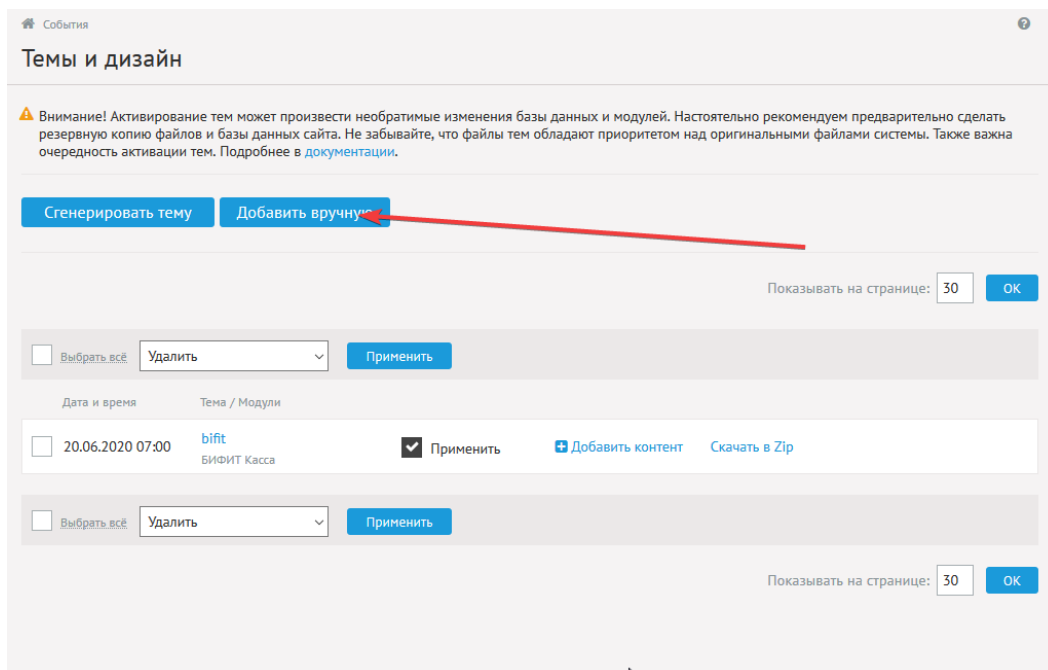 События
Темы и дизайн
Внимание! Активирование тем может произвести необратимые изменения базы данных и модулей. Настоятельно рекомендуем предварительно сделать
резервную копию файлов и базы данных сайта. Не забывайте, что файлы тем обладают приоритетом над оригинальными файлами системы. Также важна
очередность активации тем. Подробнее в документации.
Сгенерировать тему Добавить вручную
Показывать на странице: 30 ОК
Выбрать всё Удалить Применить
Дата и время Тема / Модули
20.06.2020 07:00 bifit Применить Добавить контент Скачать в Zip
БИФИТ Касса
Выбрать всё Удалить Применить
Показывать на странице: 30 ОК